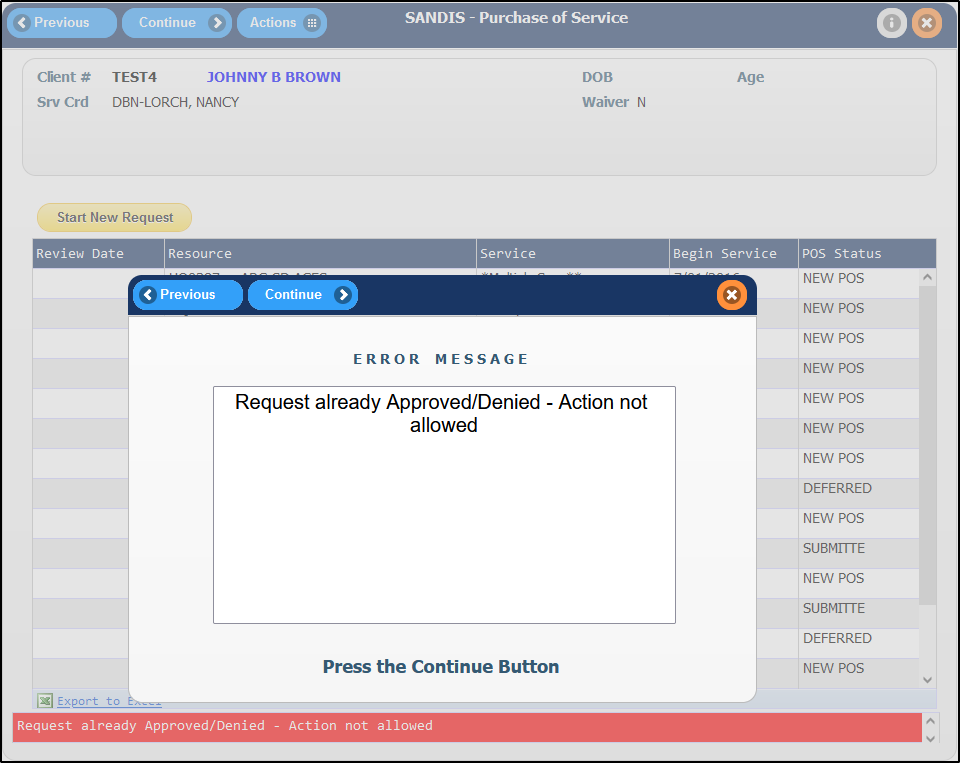 Previous Continue Actions SANDIS - Purchase of Service
Client # TEST4 JOHNNY B BROWN DOB Age
Srv Crd DBN-LORCH, NANCY Waiver N
Start New Request
Review Date Resource Service Begin Service POS Status
NEW POS
Previous Continue
NEW POS
NEW POS
ERROR MESSAGE
NEW POS
Request already Approved/Denied - Action not
allowed
NEW POS
NEW POS
NEW POS
DEFERRED
NEW POS
SUBMITTE
NEW POS
SUBMITTE
DEFERRED
Press the Continue Button
NEW POS
Export to Excel
Request already Approved/Denied - Action not allowed